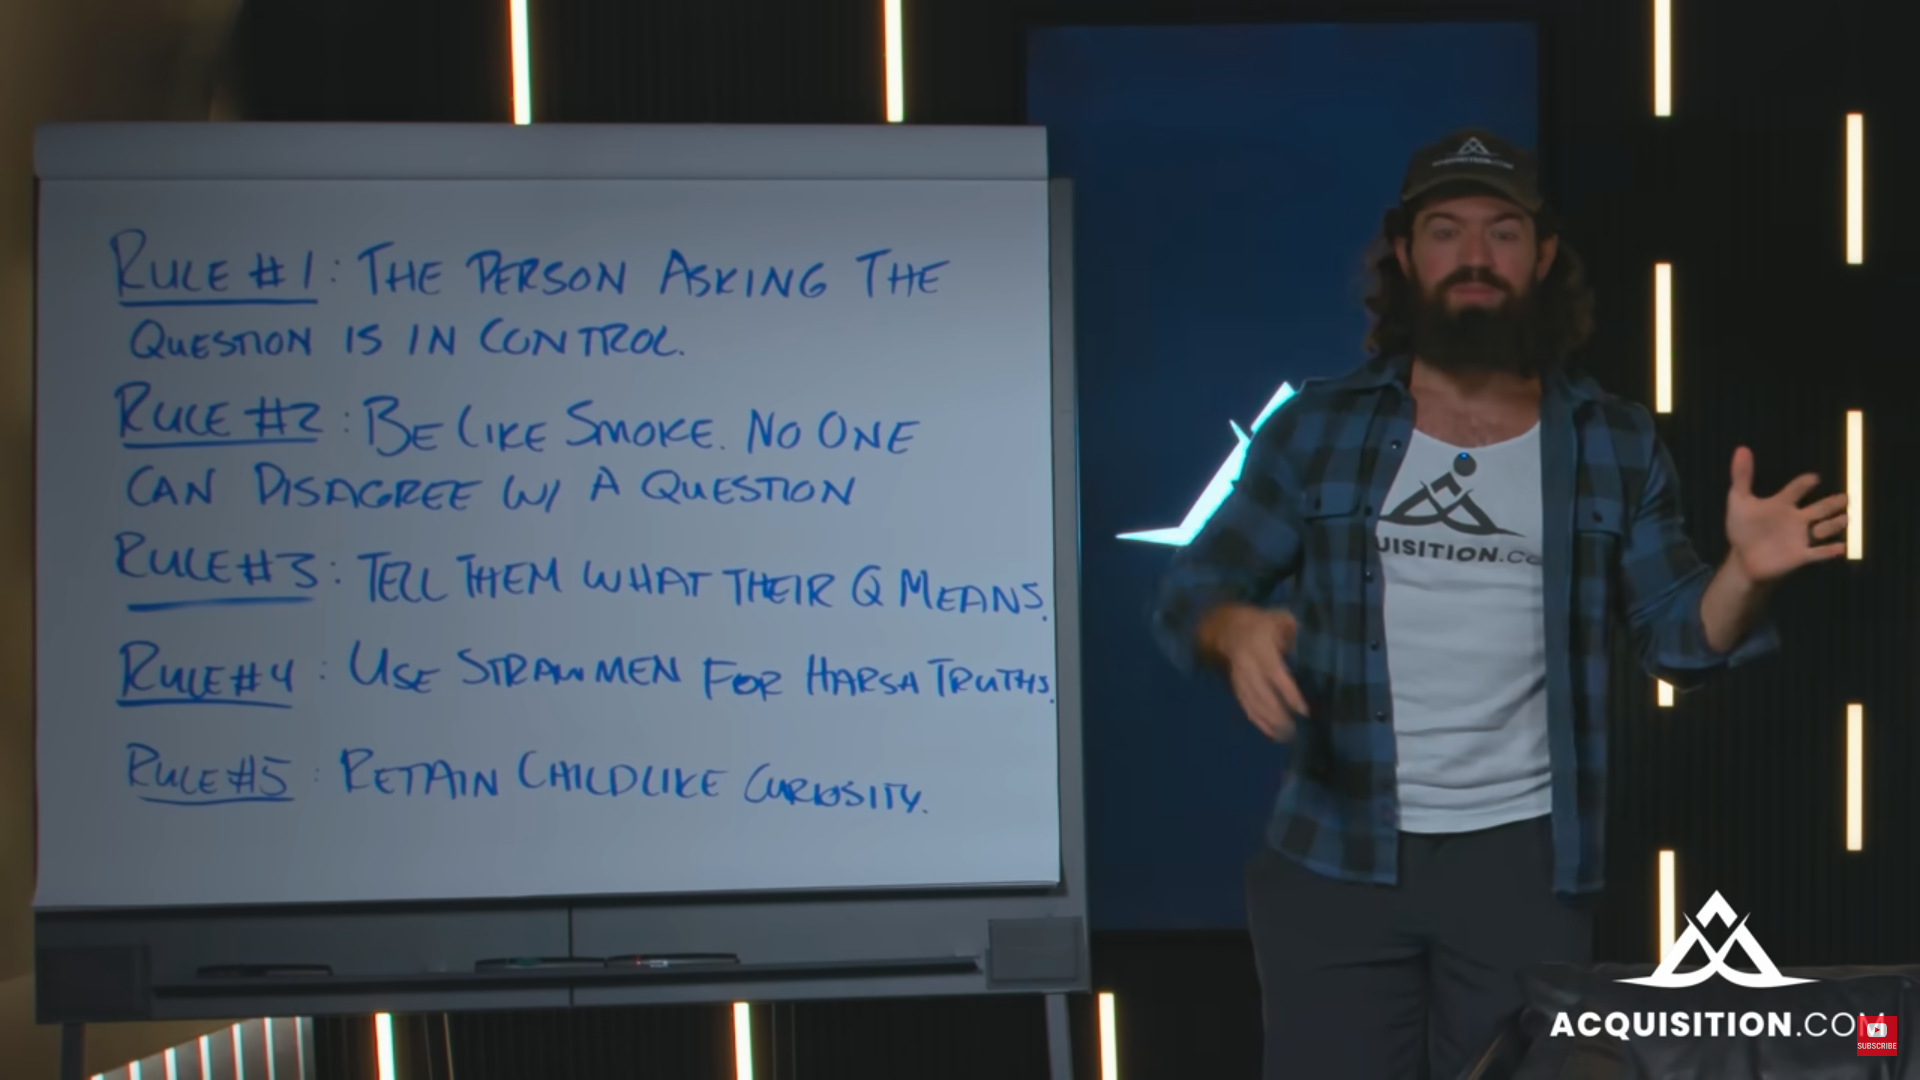 RULE #1: THE PERSON ASKING THE
QUESTION IS IN CONTROL.
RULE #2: BE LIKE SMOKE. NO ONE
CAN DISAGREE W/ A QUESTION
RULE #3: TELL THEM WHAT THEIR Q MEANS.
RULE #4: USE STRAWMEN FOR HARSH TRUTHS.
RULE #5: RETAIN CHILDLIKE CURIOSITY.
UISITION.CO
ACQUISITION.COM
SUBSCRIBE